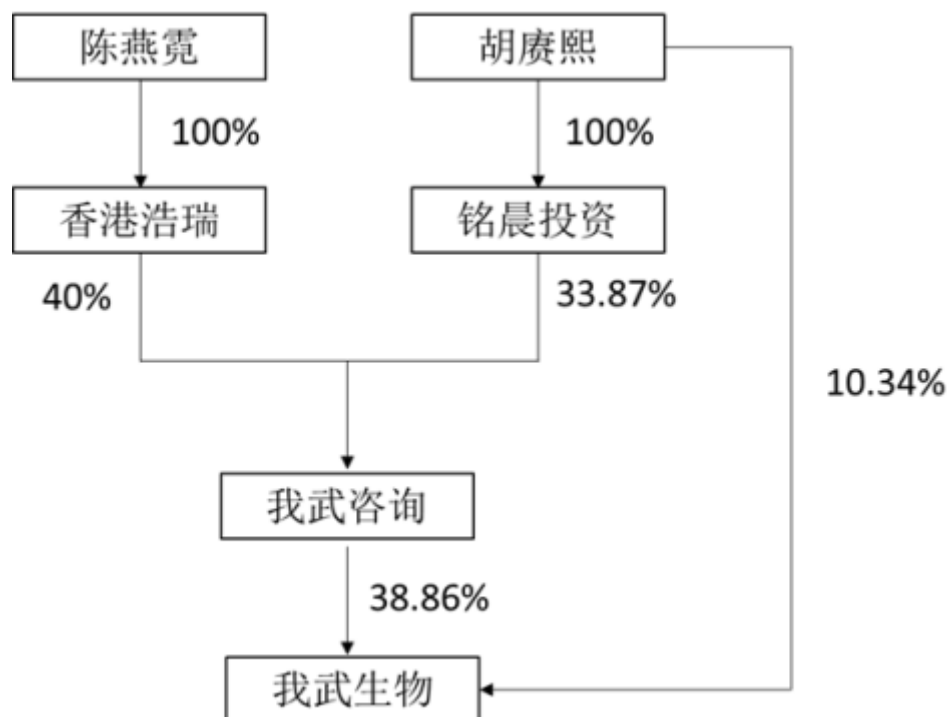 陈燕霓
胡赓熙
100%
100%
香港浩瑞
铭晨投资
40%
33.87%
10.34%
我武咨询
38.86%
我武生物